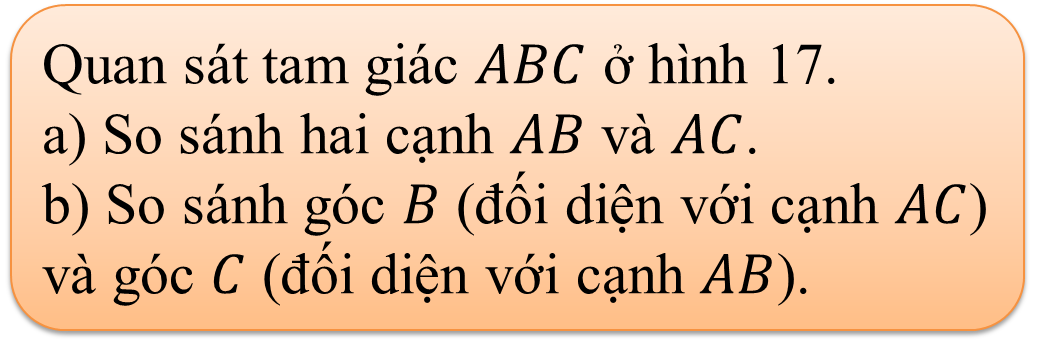 Quan sát tam giác ABC ở hình 17.
a) So sánh hai cạnh AB và AC.
b) So sánh góc B (đối diện với cạnh AC)
và góc C (đối diện với cạnh AB).